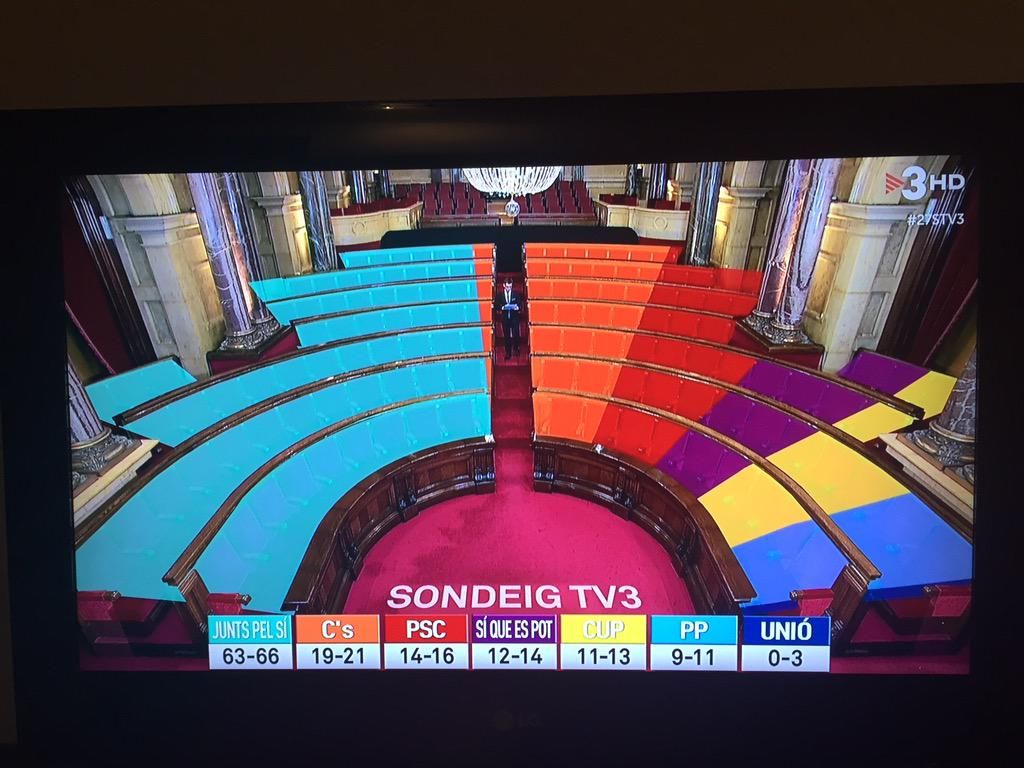 3HD
#27STV3
SONDEIG TV3
JUNTS PEL SÍ C's PSC SÍ QUE ES POT CUP PP UNIÓ
63-66 19-21 14-16 12-14 11-13 9-11 0-3
LG